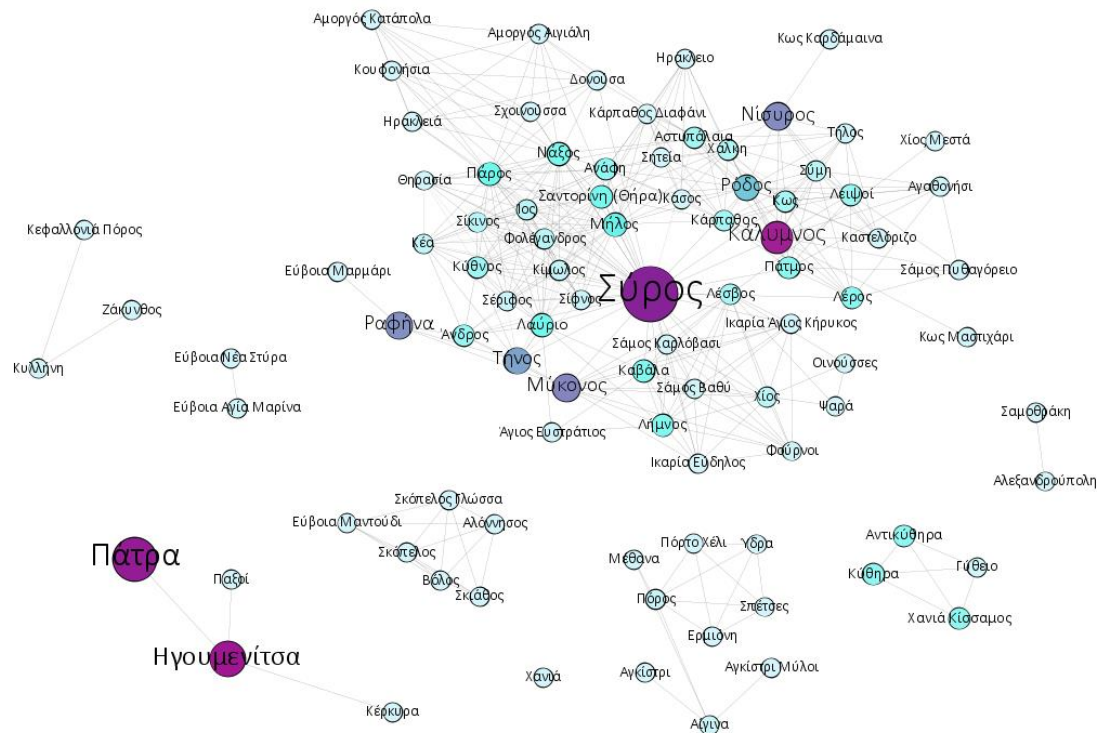 Αμοργός Κατάπολα
Αμοργός Αιγιάλη
Κως Καρδάμαινα
Ηράκλειο
Κουφονήσια
Δονούσα
Σχοινούσσα
Κάρπαθος Διαφάνι
Νίσυρος
Ηρακλειά
Αστυπάλαια
Τήλος
Χίος Μεστά
Νάξος
Χάλκη
Σητεία
Ανάφη
Σύμη
Πάρος
Θηρασία
Ρόδος
Λειψοί
Αγαθονήσι
Σαντορίνη (Θήρα)
Κάσος
Κως
Ίος
Σίκινος
Μήλος
Κάρπαθος
Κεφαλλονιά Πόρος
Κέα
Φολέγανδρος
Κάλυμνος
Καστελόριζο
Εύβοια Μαρμάρι
Κύθνος
Κίμωλος
Πάτμος
Σάμος Πυθαγόρειο
Σύρος
Σέριφος
Σίφνος
Λέσβος
Λέρος
Ζάκυνθος
Ραφήνα
Άνδρος
Λαύριο
Ικαρία Άγιος Κήρυκος
Κως Μαστιχάρι
Σάμος Καρλόβασι
Εύβοια Νέα Στύρα
Τήνος
Οινούσσες
Κυλλήνη
Καβάλα
Μύκονος
Σάμος Βαθύ
Χίος
Εύβοια Αγία Μαρίνα
Ψαρά
Σαμοθράκη
Άγιος Ευστράτιος
Λήμνος
Φούρνοι
Ικαρία Εύδηλος
Αλεξανδρούπολη
Σκόπελος Γλώσσα
Εύβοια Μαντούδι
Αλόννησος
Αντικύθηρα
Πόρτο Χέλι
Υδρα
Πάτρα
Σκόπελος
Μέθανα
Παξοί
Βόλος
Κύθηρα
Γύθειο
Σκιάθος
Πόρος
Σπέτσες
Χανιά Κίσσαμος
Ερμιόνη
Ηγουμενίτσα
Χανιά
Αγκίστρι
Αγκίστρι Μύλοι
Κέρκυρα
Αίγινα